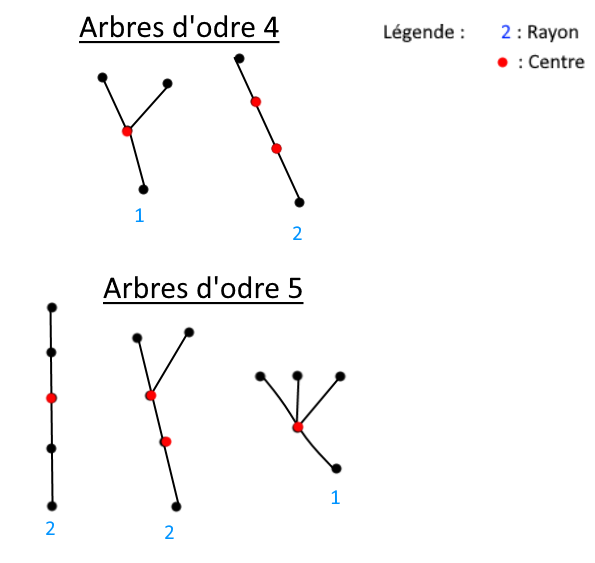 Arbres d'odre 4
Légende : 2 : Rayon
: Centre
1
2
Arbres d'odre 5
2
2
1